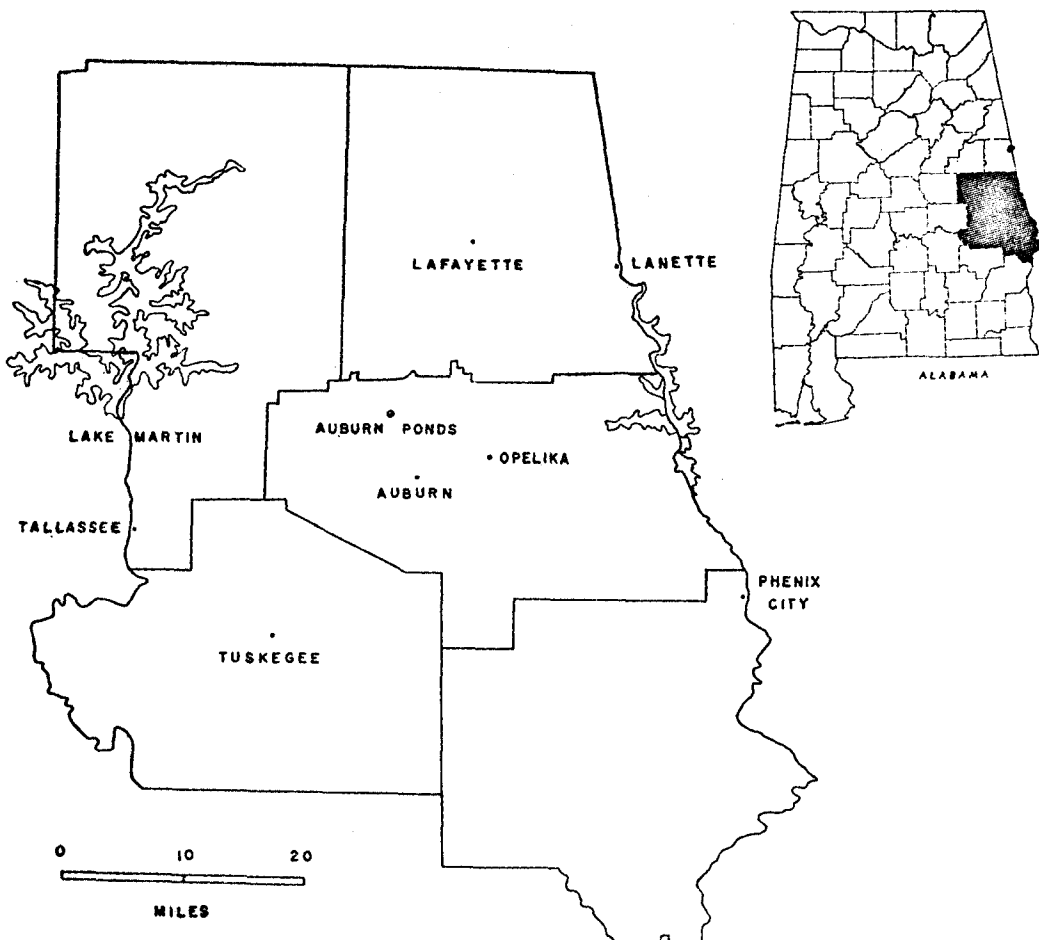 LAFAYETTE
LANETTE
ALABAMA
LAKE MARTIN
AUBURN PONDS
OPELIKA
AUBURN
TALLASSEE
PHENIX
CITY
TUSKEGEE
0 10 20
MILES